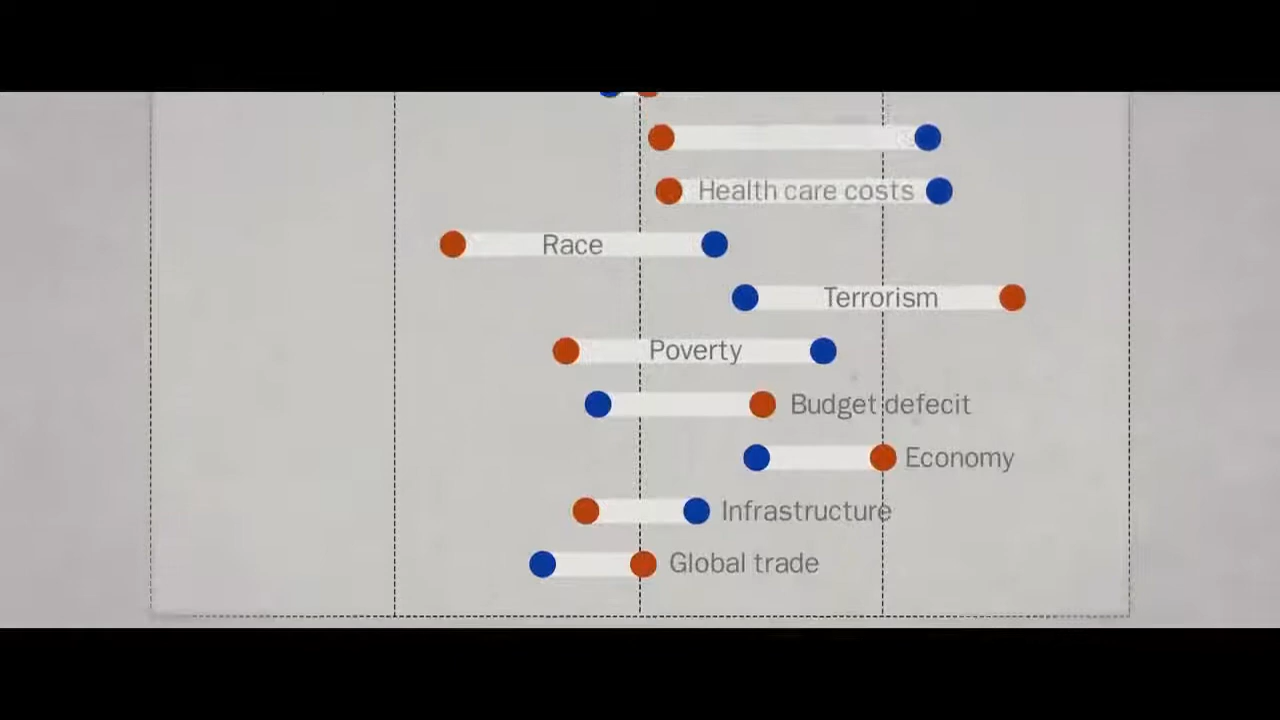 Health care costs
Race
Terrorism
Poverty
Budget defecit
Economy
Infrastructure
Global trade